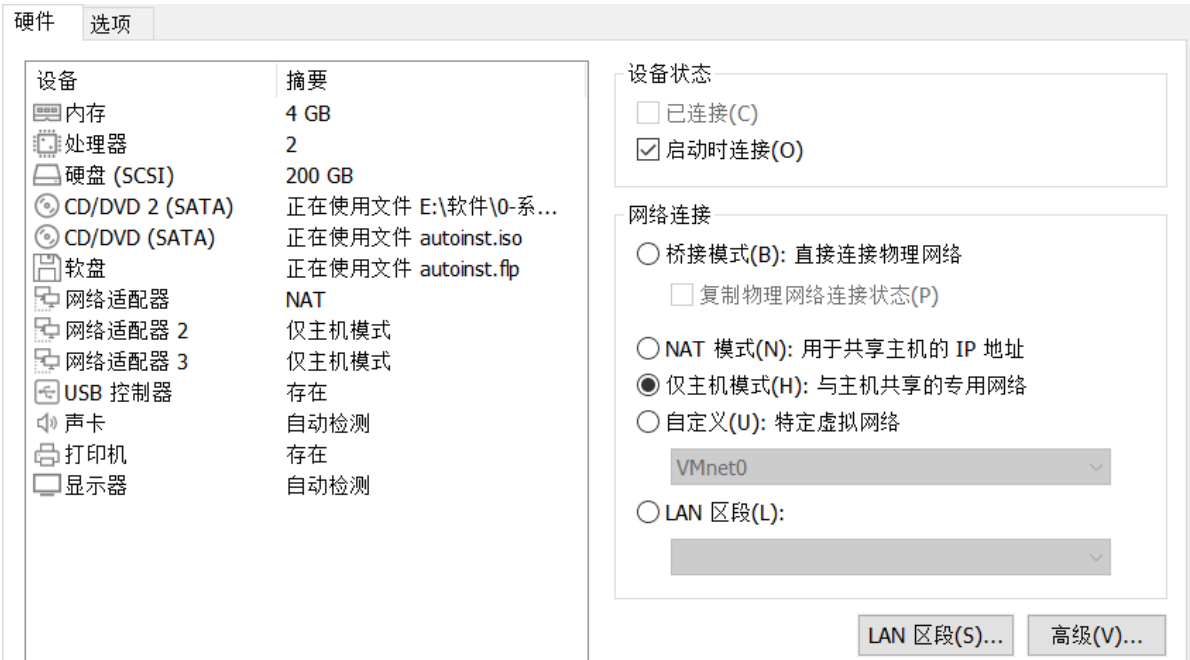 硬件 选项
设备 摘要
内存 4 GB
处理器 2
硬盘 (SCSI) 200 GB
CD/DVD 2 (SATA) 正在使用文件 E:\软件\0-系...
CD/DVD (SATA) 正在使用文件 autoinst.iso
软盘 正在使用文件 autoinst.flp
网络适配器 NAT
网络适配器 2 仅主机模式
网络适配器 3 仅主机模式
USB 控制器 存在
声卡 自动检测
打印机 存在
显示器 自动检测
设备状态
已连接(C)
启动时连接(O)
网络连接
桥接模式(B): 直接连接物理网络
复制物理网络连接状态(P)
NAT 模式(N): 用于共享主机的 IP 地址
仅主机模式(H): 与主机共享的专用网络
自定义(U): 特定虚拟网络
VMnet0
LAN 区段(L):
LAN 区段(S)... 高级(V)...